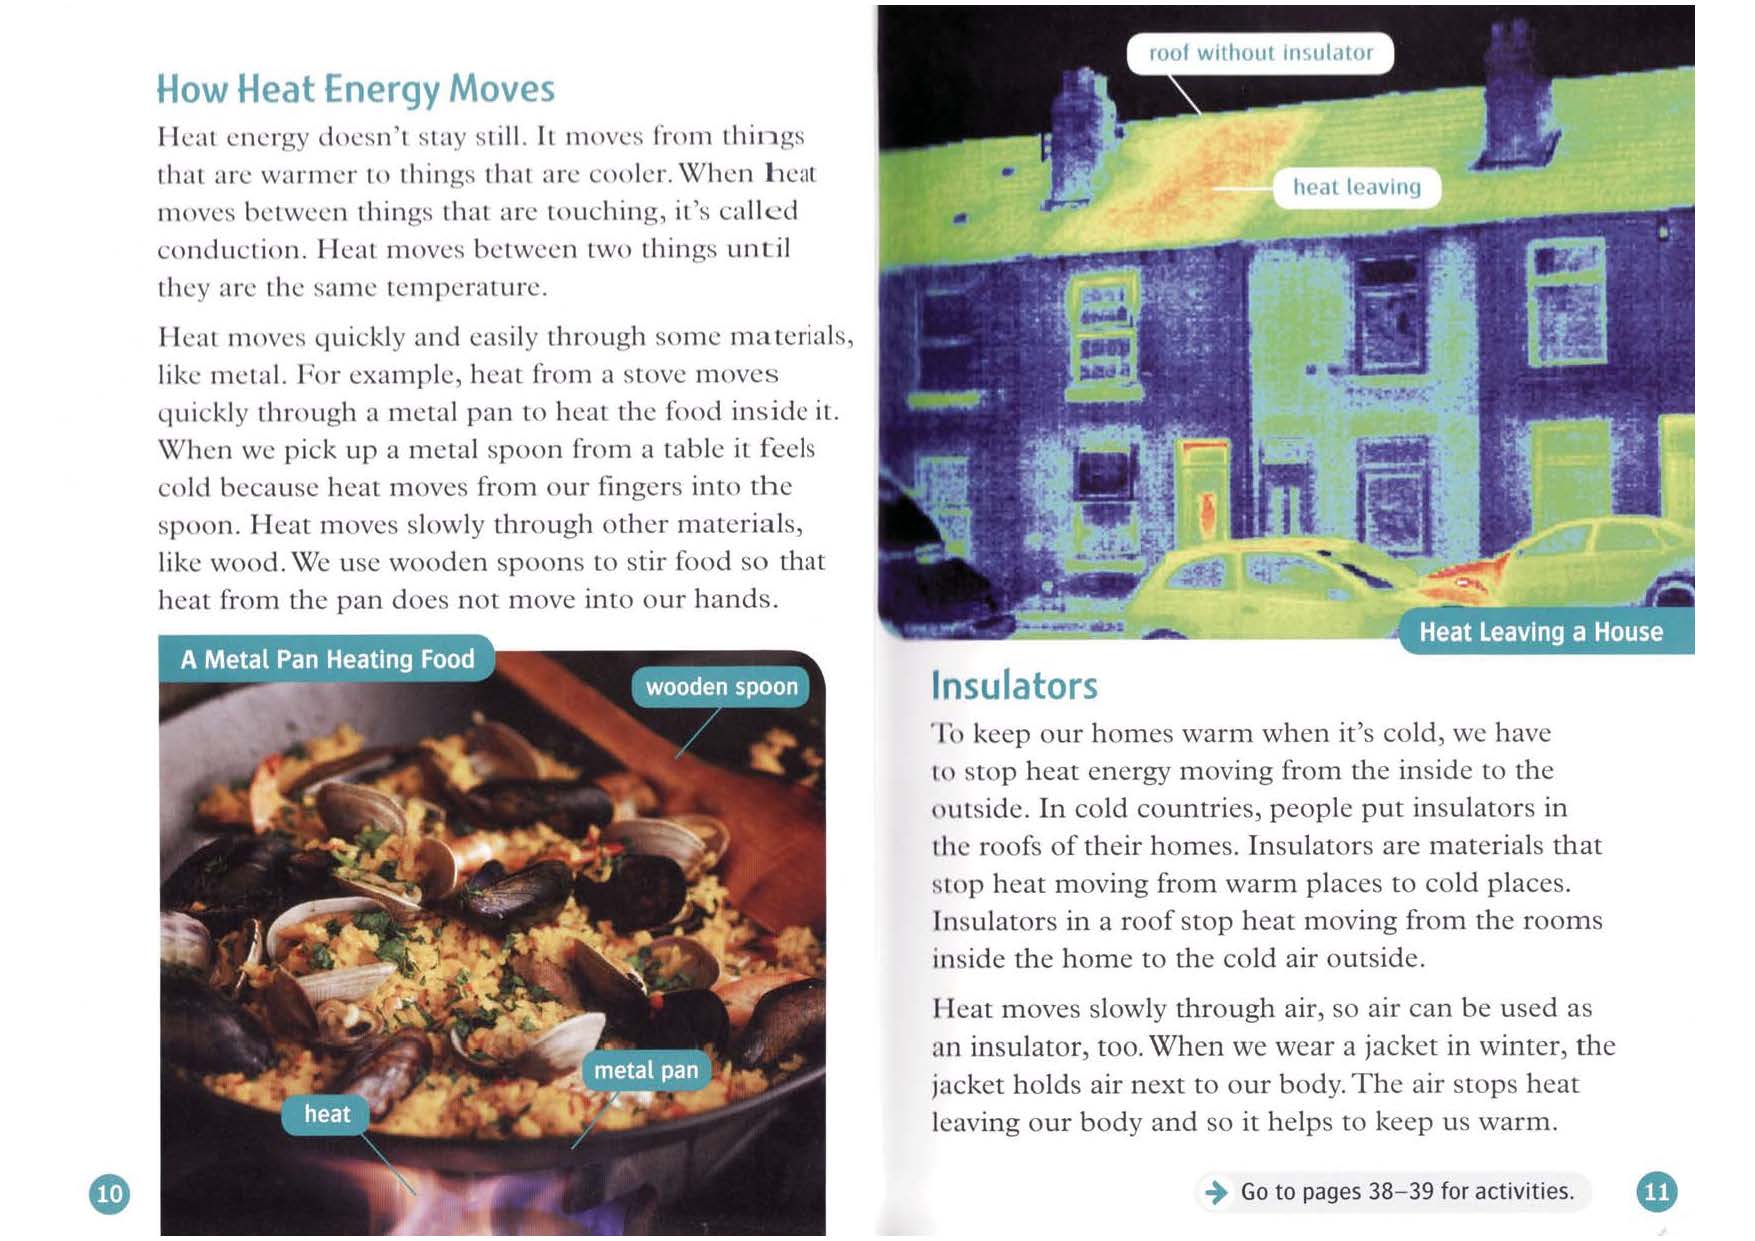 How Heat Energy Moves
Heat energy doesn't stay still. It moves from things
that are warmer to things that are cooler. When heat
moves between things that are touching, it's called
conduction. Heat moves between two things until
they are the same temperature.
Heat moves quickly and easily through some materials,
like metal. For example, heat from a stove moves
quickly through a metal pan to heat the food inside it.
When we pick up a metal spoon from a table it feels
cold because heat moves from our fingers into the
spoon. Heat moves slowly through other materials,
like wood. We use wooden spoons to stir food so that
heat from the pan does not move into our hands.
A Metal Pan Heating Food
wooden spoon
metal pan
heat
10
roof without insulator
heat leaving
Heat Leaving a House
Insulators
To keep our homes warm when it's cold, we have
to stop heat energy moving from the inside to the
outside. In cold countries, people put insulators in
the roofs of their homes. Insulators are materials that
stop heat moving from warm places to cold places.
Insulators in a roof stop heat moving from the rooms
inside the home to the cold air outside.
Heat moves slowly through air, so air can be used as
an insulator, too. When we wear a jacket in winter, the
jacket holds air next to our body. The air stops heat
leaving our body and so it helps to keep us warm.
→ Go to pages 38–39 for activities.
11